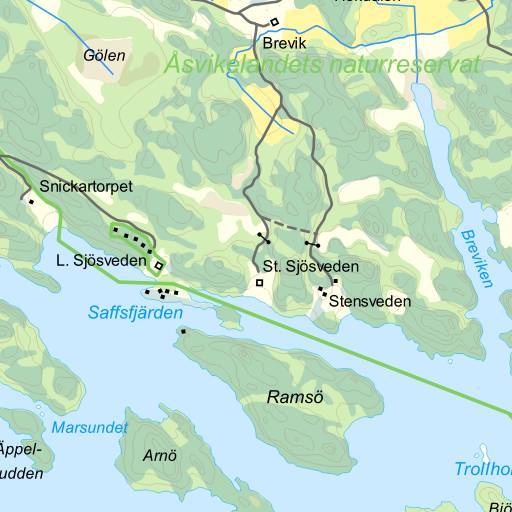 Brevik
Gölen
Åsvikelandets naturreservat
Snickartorpet
Breviken
L. Sjösveden
St. Sjösveden
Stensveden
Saffsfjärden
Ramsö
Marsundet
Äppel-
udden
Arnö